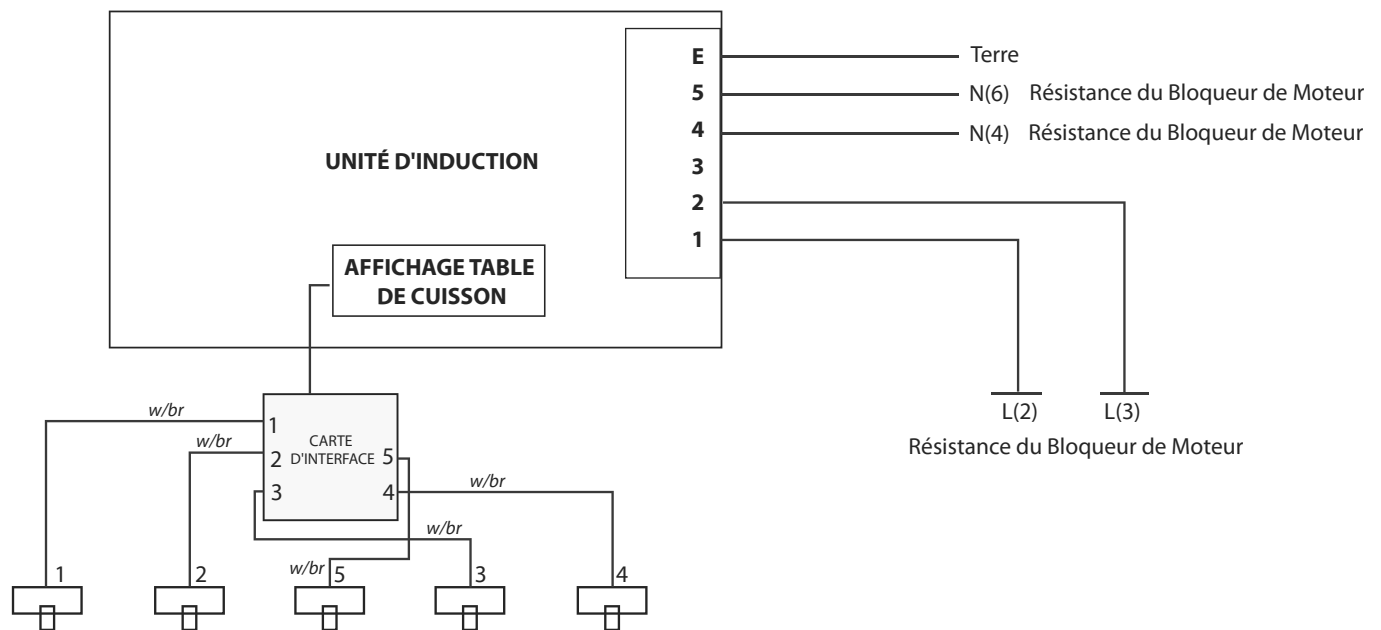 E
Terre
5
N(6) Résistance du Bloqueur de Moteur
4
N(4) Résistance du Bloqueur de Moteur
UNITÉ D'INDUCTION
3
2
1
AFFICHAGE TABLE
DE CUISSON
L(2)
L(3)
Résistance du Bloqueur de Moteur
w/br
1
w/br
2
CARTE
D'INTERFACE
5
3
4
w/br
w/br
w/br
1
2
5
3
4